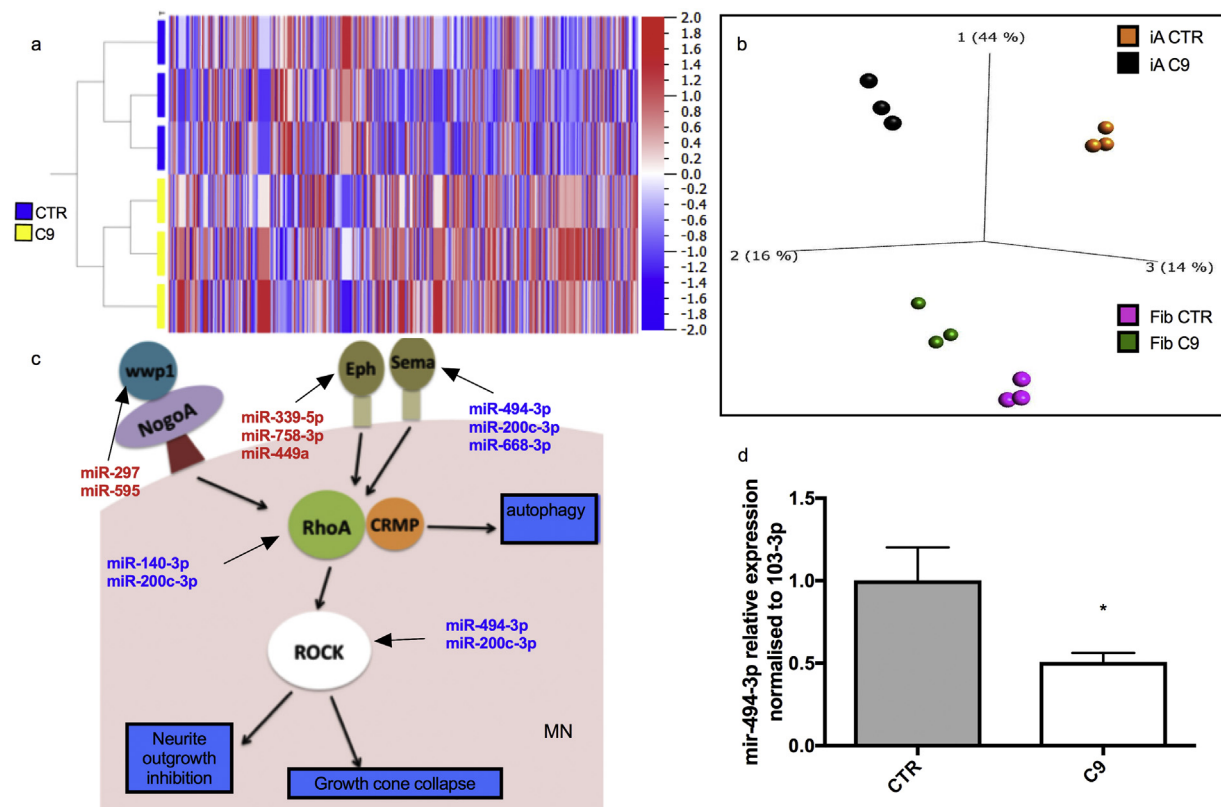 a
2.0
1.8
1.6
1.4
1.2
1.0
0.8
0.6
0.4
0.2
0.0
-0.2
-0.4
-0.6
-0.8
-1.0
-1.2
-1.4
-1.6
-1.8
-2.0
CTR
C9
b
1 (44 %)
2 (16 %)
3 (14 %)
iA CTR
iA C9
Fib CTR
Fib C9
c
wwp1
NogoA
miR-297
miR-595
Eph
Sema
miR-339-5p
miR-758-3p
miR-449a
miR-494-3p
miR-200c-3p
miR-668-3p
RhoA
CRMP
autophagy
miR-140-3p
miR-200c-3p
ROCK
miR-494-3p
miR-200c-3p
MN
Neurite
outgrowth
inhibition
Growth cone collapse
d
mir-494-3p relative expression
normalised to 103-3p
1.5
1.0
0.5
0.0
*
CTR
C9